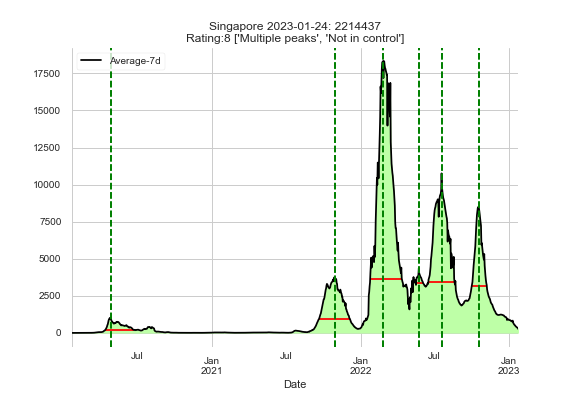 Singapore 2023-01-24: 2214437
Rating:8 ['Multiple peaks', 'Not in control']
Average-7d
17500
15000
12500
10000
7500
5000
2500
0
Jul
Jan
2021
Jul
Jan
2022
Jul
Jan
2023
Date